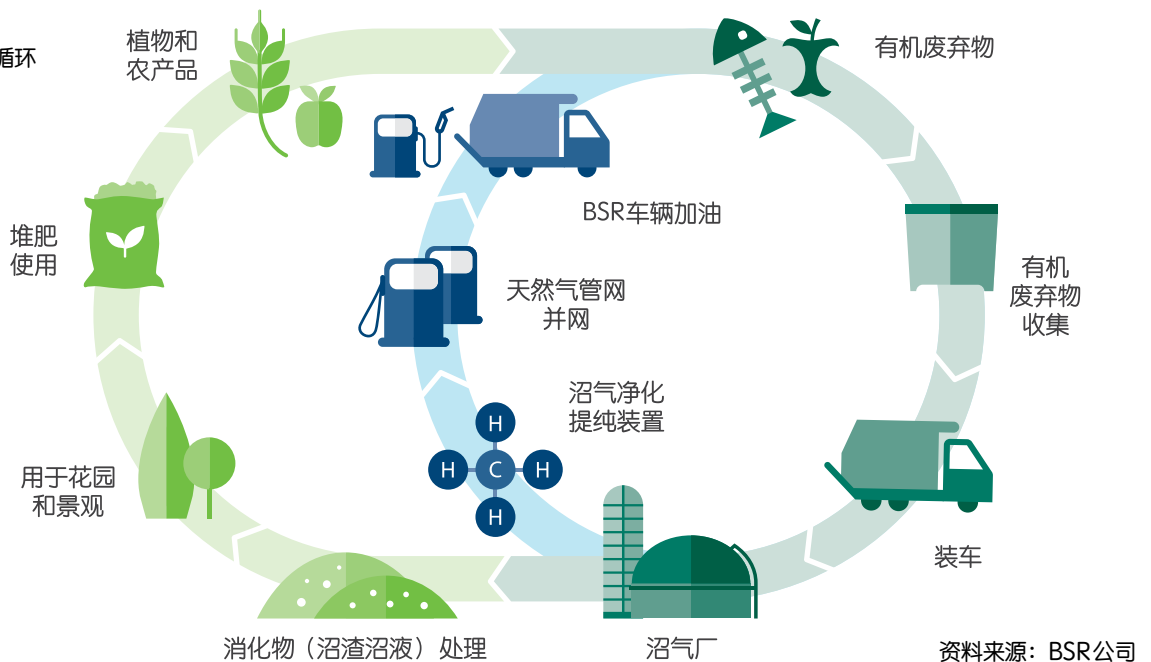 循环
植物和
农产品
有机废弃物
BSR车辆加油
堆肥
使用
天然气管网
并网
有机
废弃物
收集
沼气净化
提纯装置
H
H
C
H
H
用于花园
和景观
装车
消化物（沼渣沼液）处理
沼气厂
资料来源：BSR公司